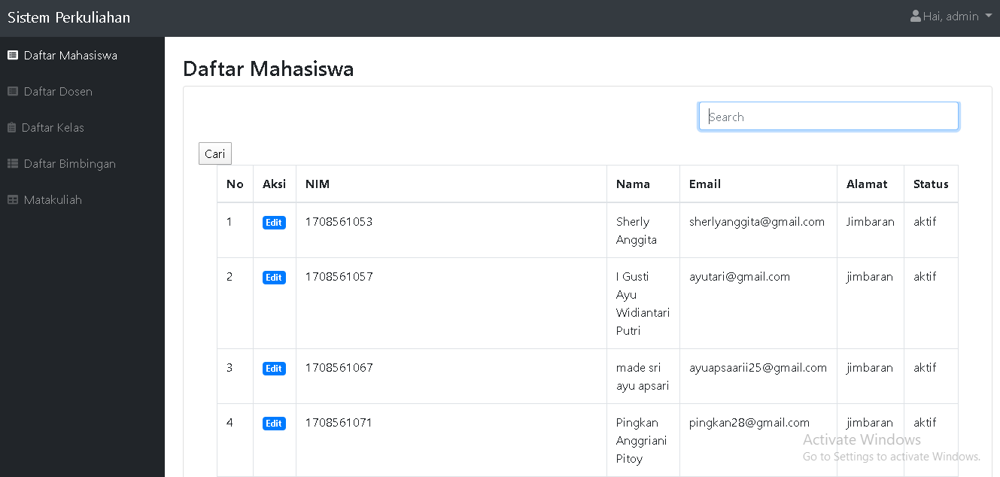 Sistem Perkuliahan
Hai, admin
Daftar Mahasiswa
Daftar Dosen
Daftar Kelas
Daftar Bimbingan
Matakuliah
Daftar Mahasiswa
Search
Cari
No Aksi NIM Nama Email Alamat Status
1 Edit 1708561053 Sherly sherlyanggita@gmail.com Jimbaran aktif
Anggita
2 Edit 1708561057 I Gusti ayutari@gmail.com jimbaran aktif
Ayu
Widiantari
Putri
3 Edit 1708561067 made sri ayuapsaarii25@gmail.com jimbaran aktif
ayu apsari
4 Edit 1708561071 Pingkan pingkan28@gmail.com jimbaran aktif
Anggriani
Pitoy
Activate Windows
Go to Settings to activate Windows.